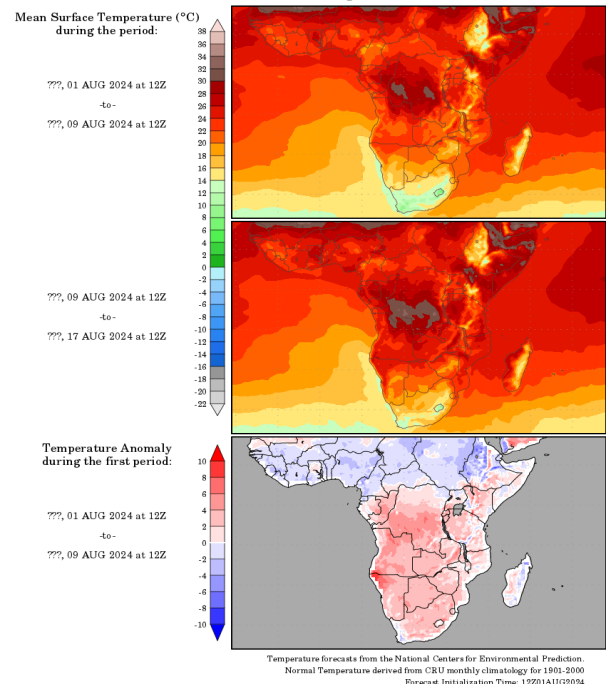 Mean Surface Temperature (°C)
during the period:
38
36
34
32
30
28
26
24
22
20
18
16
14
12
10
8
6
4
2
0
-2
-4
-6
-8
-10
-12
-14
-16
-18
-20
-22
???, 01 AUG 2024 at 12Z
-to-
???, 09 AUG 2024 at 12Z
???, 09 AUG 2024 at 12Z
-to-
???, 17 AUG 2024 at 12Z
Temperature Anomaly
during the first period:
10
8
6
4
2
0
-2
-4
-6
-8
-10
???, 01 AUG 2024 at 12Z
-to-
???, 09 AUG 2024 at 12Z
Temperature forecasts from the National Centers for Environmental Prediction.
Normal Temperature derived from CRU monthly climatology for 1901-2000
Forecast Initialization Time: 12Z01AUG2024